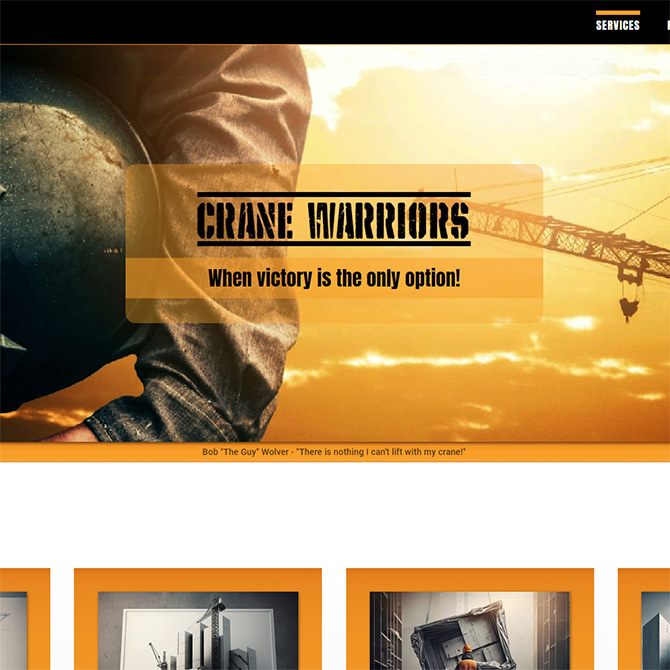 SERVICES
CRANE WARRIORS
When victory is the only option!
Bob "The Guy" Wolver - "There is nothing I can't lift with my crane!"